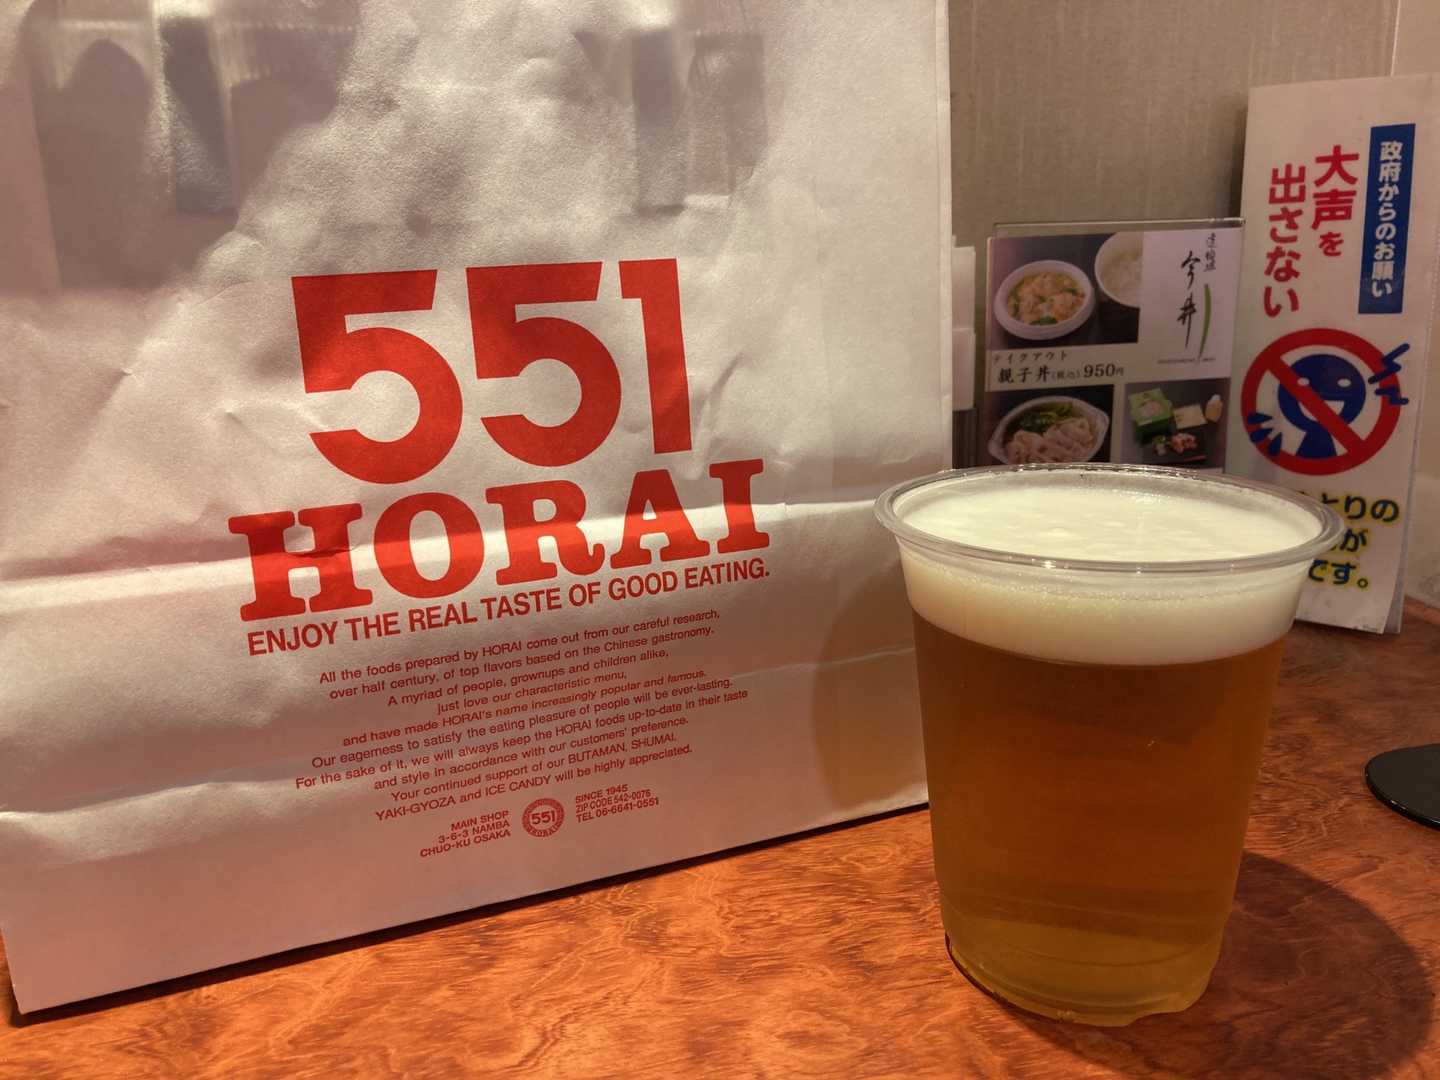 551
HORAI
ENJOY THE REAL TASTE OF GOOD EATING.
All the foods prepared by HORAI come out from our careful research,
over half century, of top flavors based on the Chinese gastronomy.
A myriad of people, grownups and children alike,
just love our characteristic menu,
and have made HORAI's name increasingly popular and famous.
Our eagerness to satisfy the eating pleasure of people will be ever-lasting.
For the sake of it, we will always keep the HORAI foods up-to-date in their taste
and style in accordance with our customers' preference.
Your continued support of our BUTAMAN, SHUMAI,
YAKI-GYOZA and ICE CANDY will be highly appreciated.
MAIN SHOP
3-6-3 NAMBA
CHUO-KU OSAKA
551
HORAI
SINCE 1945
ZIP CODE 542-0076
TEL 06-6641-0551
道頓堀
今井
テイクアウト
親子丼(税込)950円
政府からのお願い
大声を
出さない
とりの
が
です。